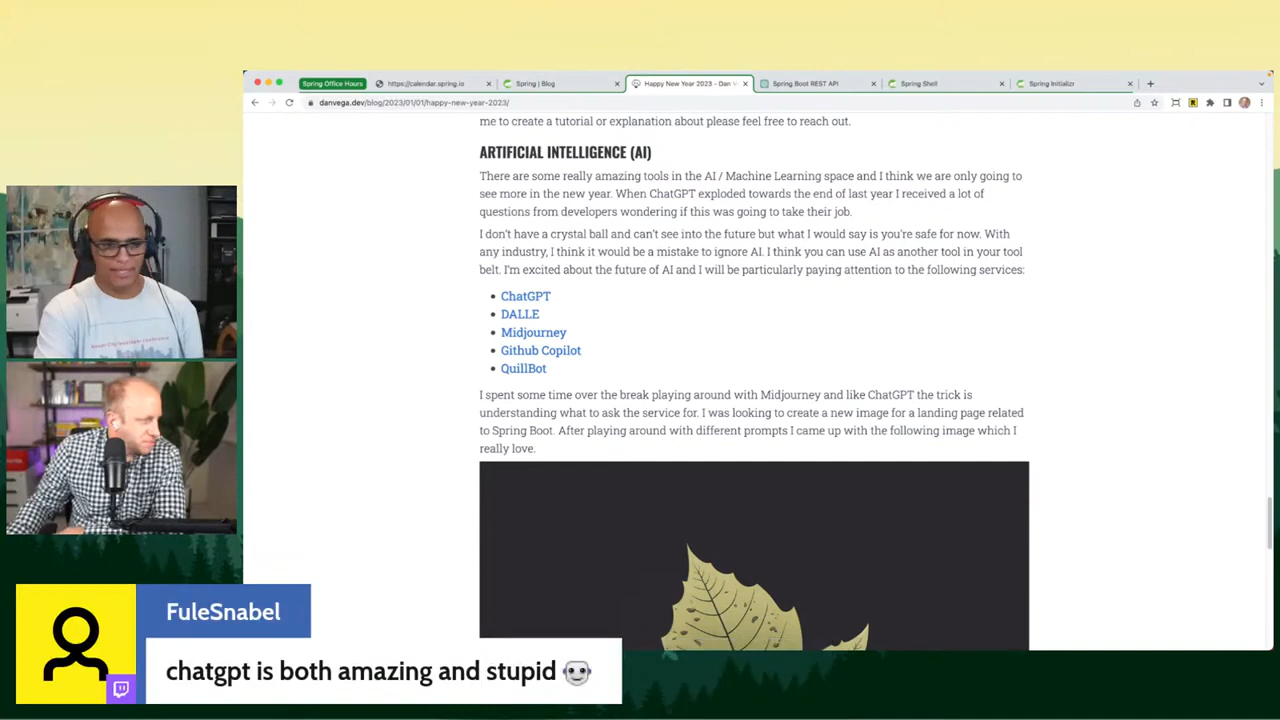 Spring Office Hours
https://calendar.spring.io
Spring | Blog
Happy New Year 2023 - Dan V
Spring Boot REST API
Spring Shell
Spring Initializr
danvega.dev/blog/2023/01/01/happy-new-year-2023/
me to create a tutorial or explanation about please feel free to reach out.
ARTIFICIAL INTELLIGENCE (AI)
There are some really amazing tools in the AI / Machine Learning space and I think we are only going to
see more in the new year. When ChatGPT exploded towards the end of last year I received a lot of
questions from developers wondering if this was going to take their job.
I don't have a crystal ball and can't see into the future but what I would say is you're safe for now. With
any industry, I think it would be a mistake to ignore AI. I think you can use AI as another tool in your tool
belt. I'm excited about the future of AI and I will be particularly paying attention to the following services:
• ChatGPT
• DALLE
• Midjourney
• Github Copilot
• QuillBot
I spent some time over the break playing around with Midjourney and like ChatGPT the trick is
understanding what to ask the service for. I was looking to create a new image for a landing page related
to Spring Boot. After playing around with different prompts I came up with the following image which I
really love.
FuleSnabel
chatgpt is both amazing and stupid 🤖